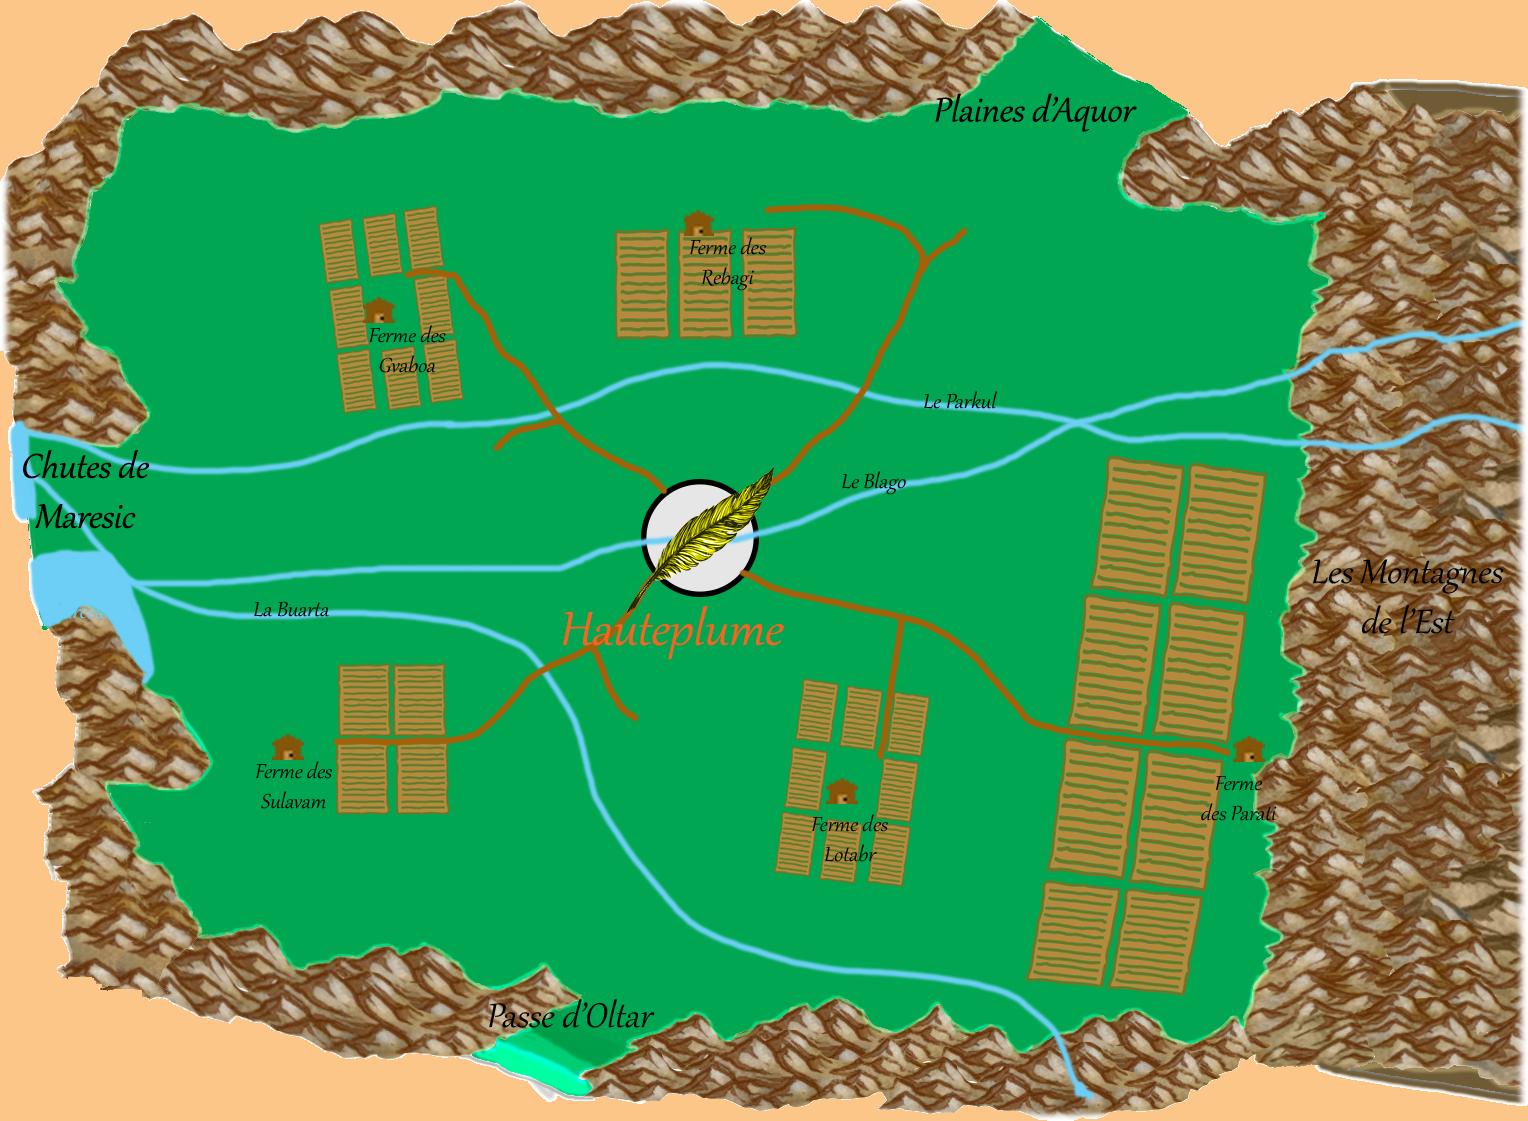 Plaines d'Aquor
Ferme des
Rebagi
Ferme des
Gvaboa
Le Parkul
Chutes de
Maresic
Le Blago
Les Montagnes
de l'Est
La Buarta
Hauteplume
Ferme des
Sulavam
Ferme des
Lotabr
Ferme
des Parati
Passe d'Oltar